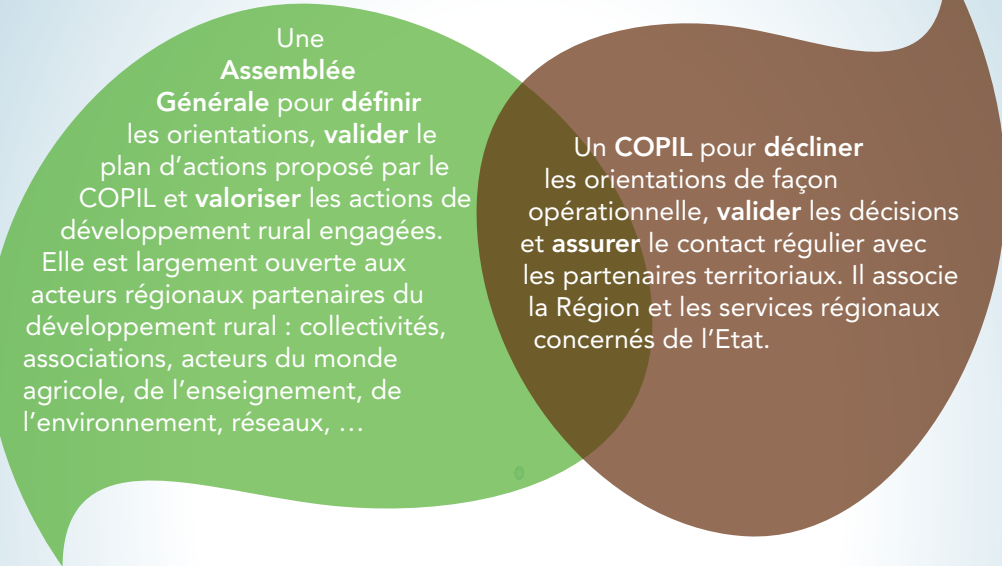 Une
Assemblée
Générale pour définir
les orientations, valider le
plan d'actions proposé par le
COPIL et valoriser les actions de
développement rural engagées.
Elle est largement ouverte aux
acteurs régionaux partenaires du
développement rural : collectivités,
associations, acteurs du monde
agricole, de l'enseignement, de
l'environnement, réseaux, …
Un COPIL pour décliner
les orientations de façon
opérationnelle, valider les décisions
et assurer le contact régulier avec
les partenaires territoriaux. Il associe
la Région et les services régionaux
concernés de l'Etat.